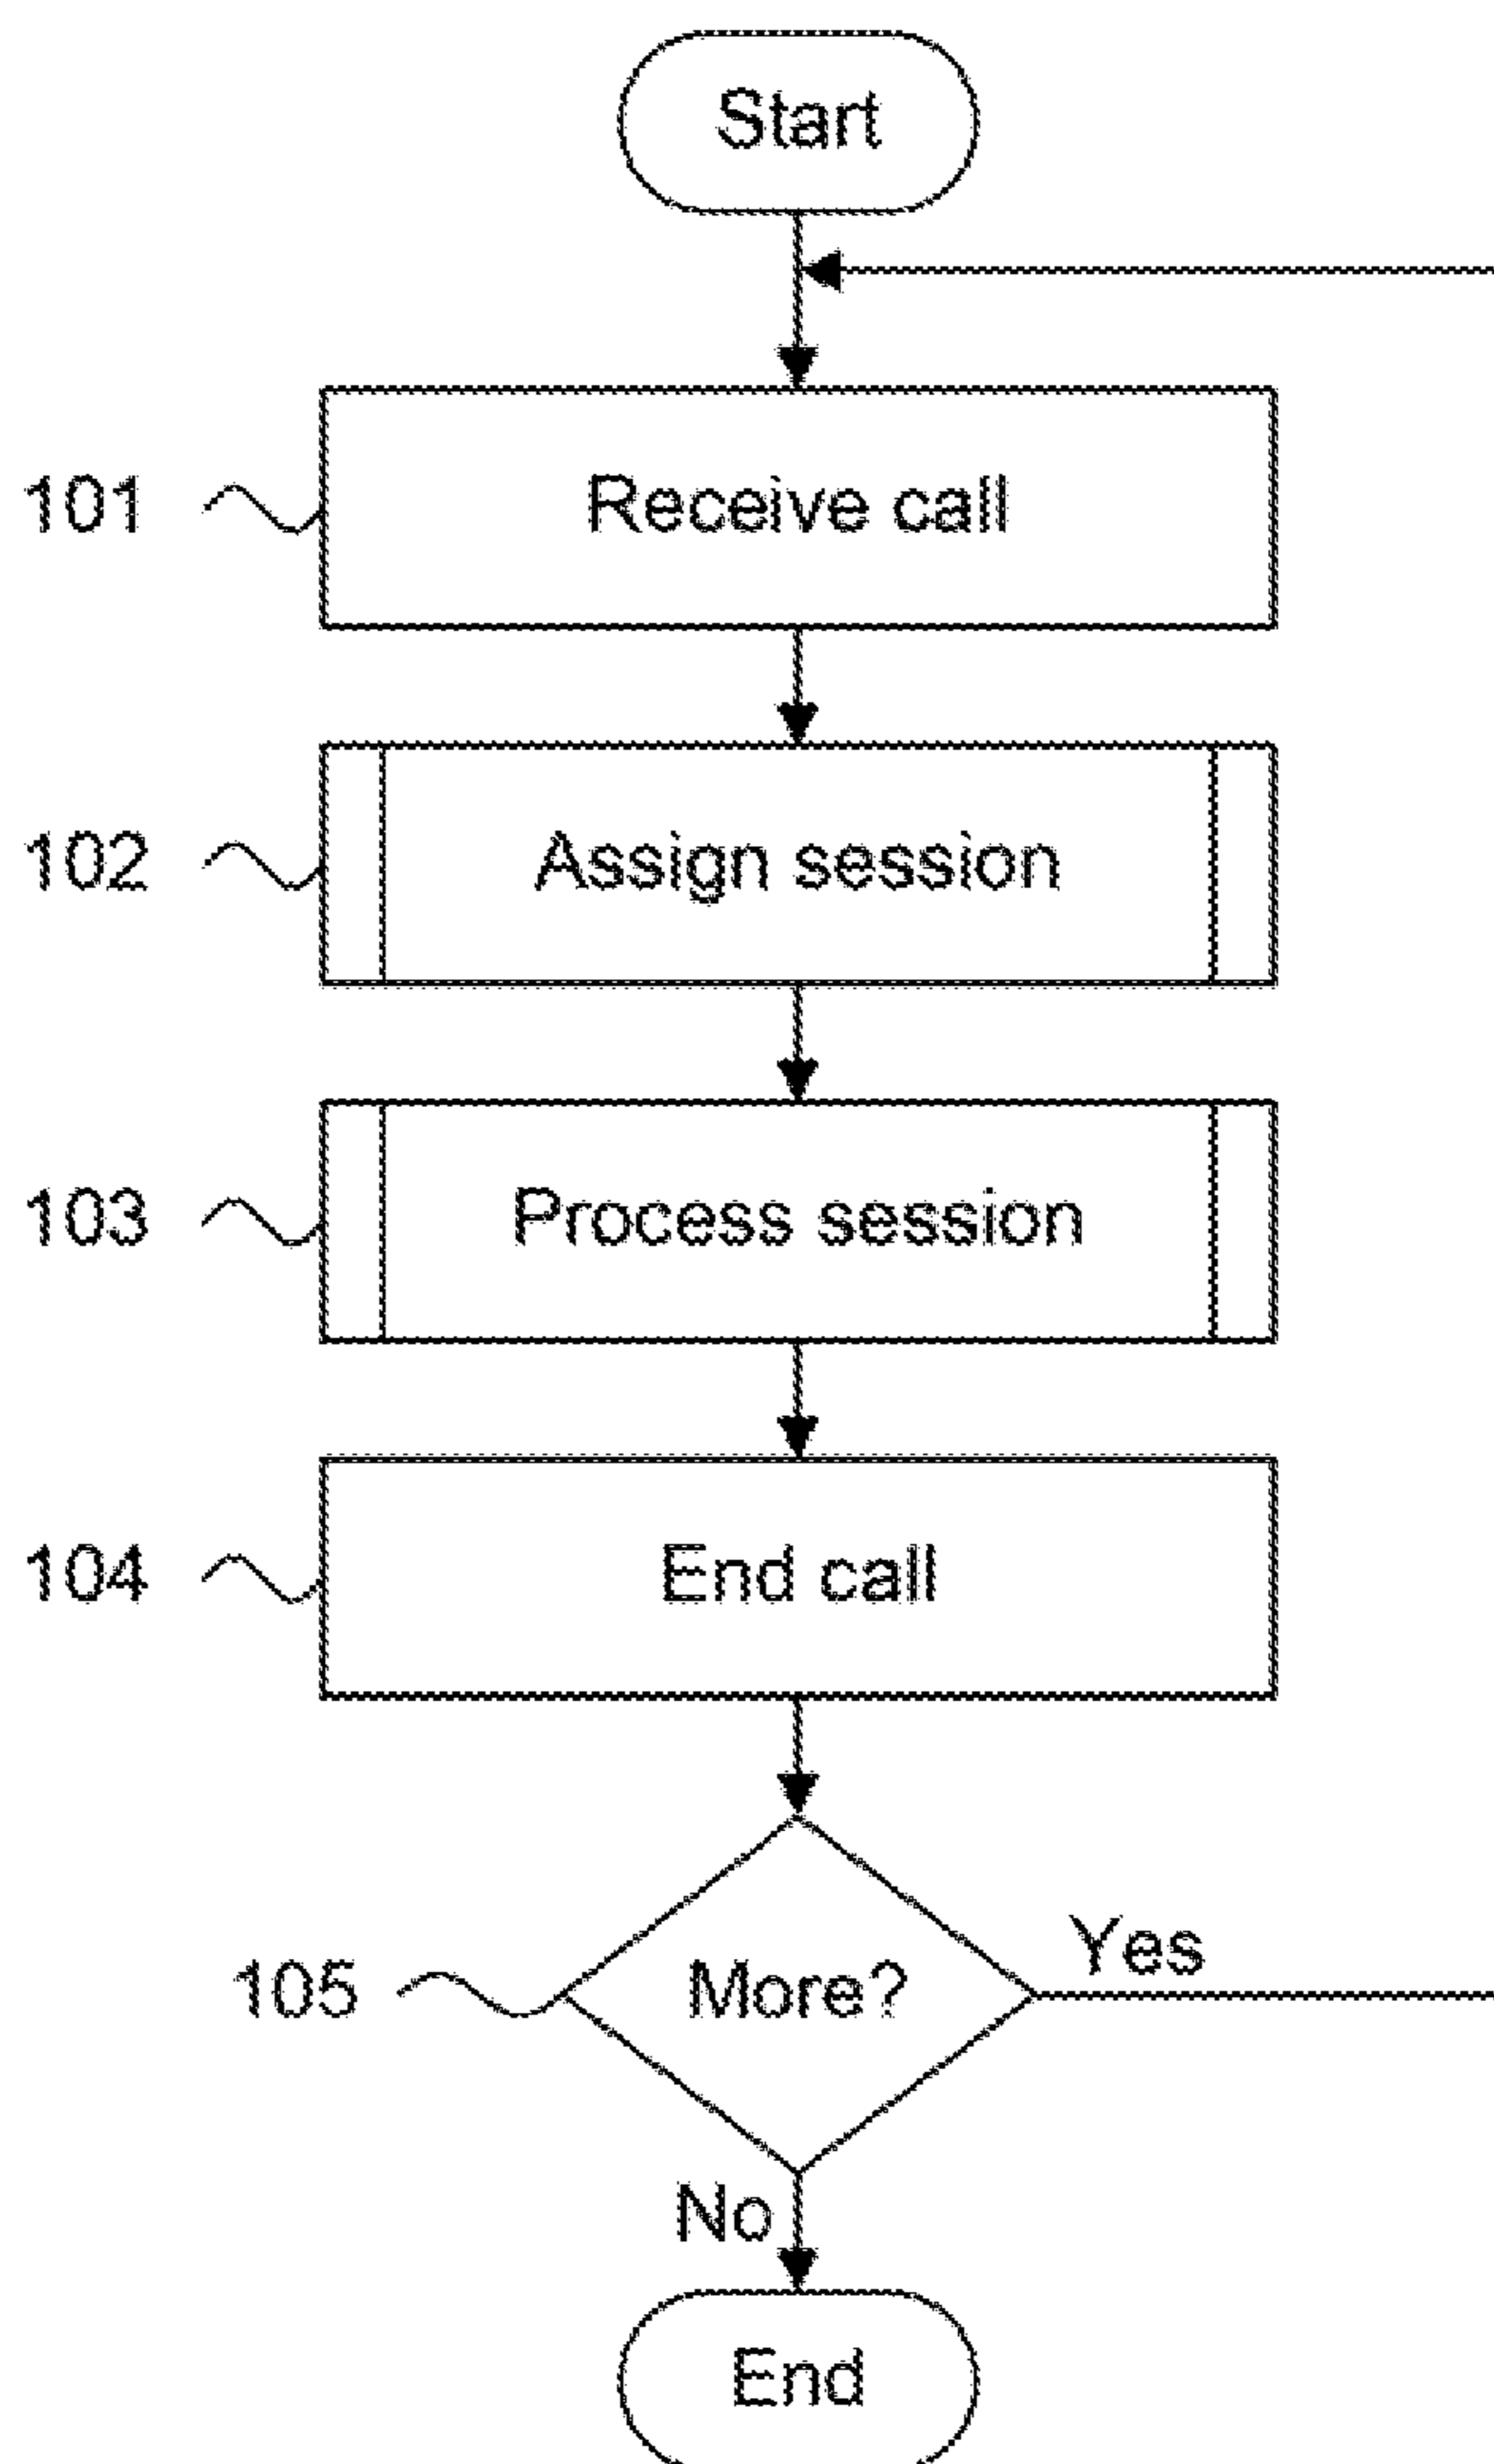 Start
101 Receive call
102 Assign session
103 Process session
104 End call
Yes
105 More?
No
End